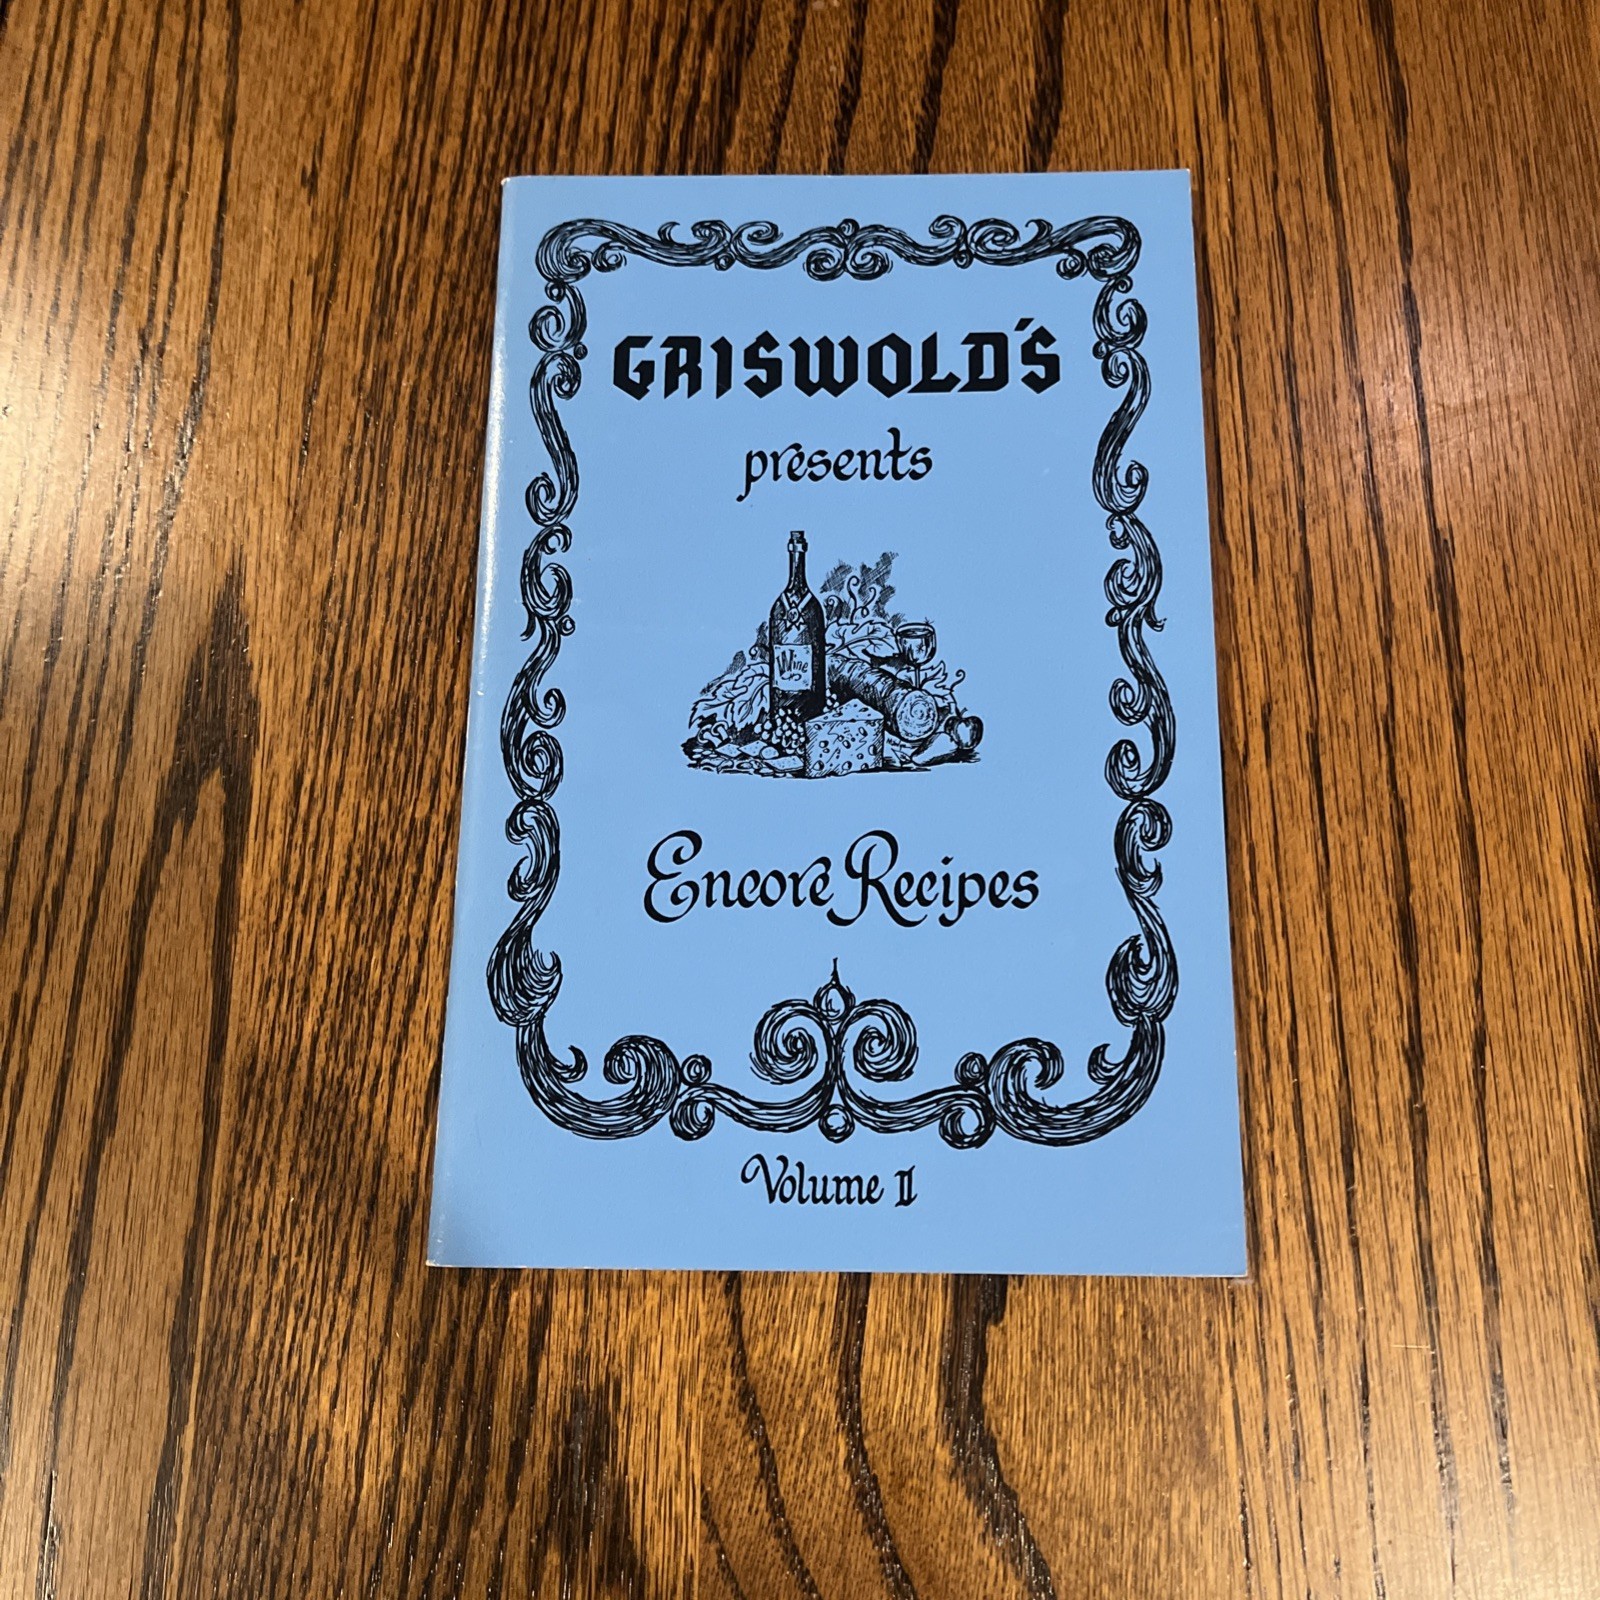 GRISWOLD'S
presents
Wine
Encore Recipes
Volume II